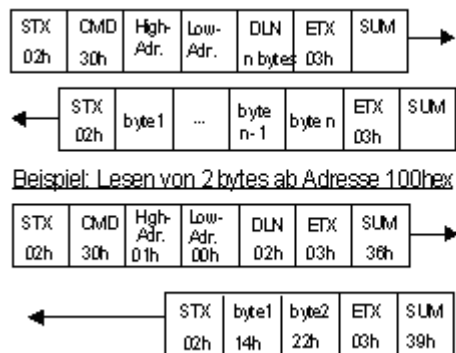 STX CMD High- Low- DLN ETX SUM
02h 30h Adr. Adr. n bytes 03h
STX byte1 ... byte byte n ETX SUM
02h n-1 03h
Beispiel: Lesen von 2 bytes ab Adresse 100hex
STX CMD Hgh- Low- DLN ETX SUM
Adr. Adr.
02h 30h 01h 00h 02h 03h 36h
STX byte1 byte2 ETX SUM
02h 14h 22h 03h 39h